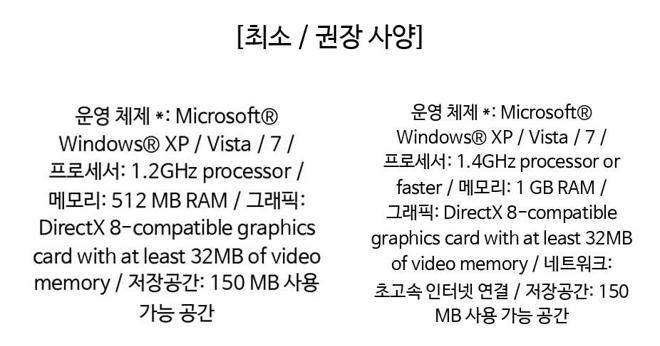 [최소 / 권장 사양]
운영 체제 *: Microsoft®
Windows® XP / Vista / 7 /
프로세서: 1.2GHz processor /
메모리: 512 MB RAM / 그래픽:
DirectX 8-compatible graphics
card with at least 32MB of video
memory / 저장공간: 150 MB 사용
가능 공간
운영 체제 *: Microsoft®
Windows® XP / Vista / 7 /
프로세서: 1.4GHz processor or
faster / 메모리: 1 GB RAM /
그래픽: DirectX 8-compatible
graphics card with at least 32MB
of video memory / 네트워크:
초고속 인터넷 연결 / 저장공간: 150
MB 사용 가능 공간